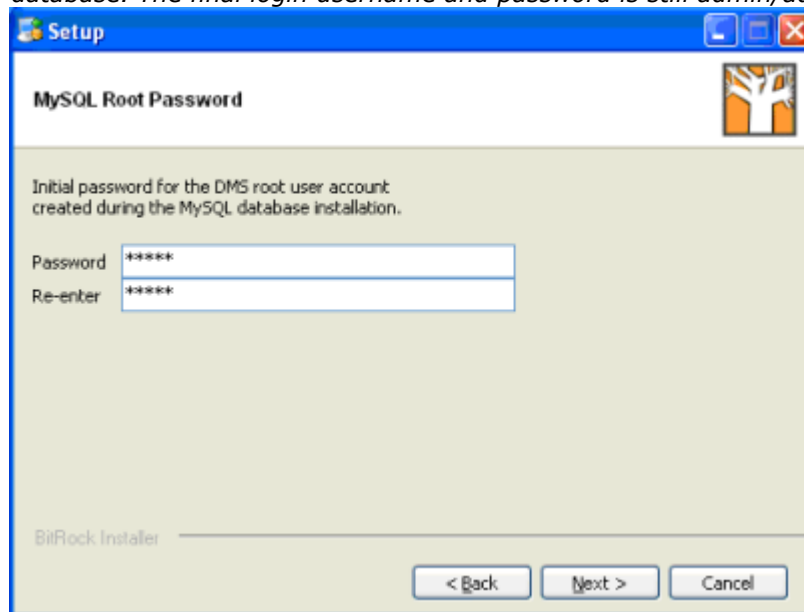 database. The final login username and password is still admin/
Setup
MySQL Root Password
Initial password for the DMS root user account
created during the MySQL database installation.
Password *****
Re-enter *****
BitRock Installer
< Back Next > Cancel